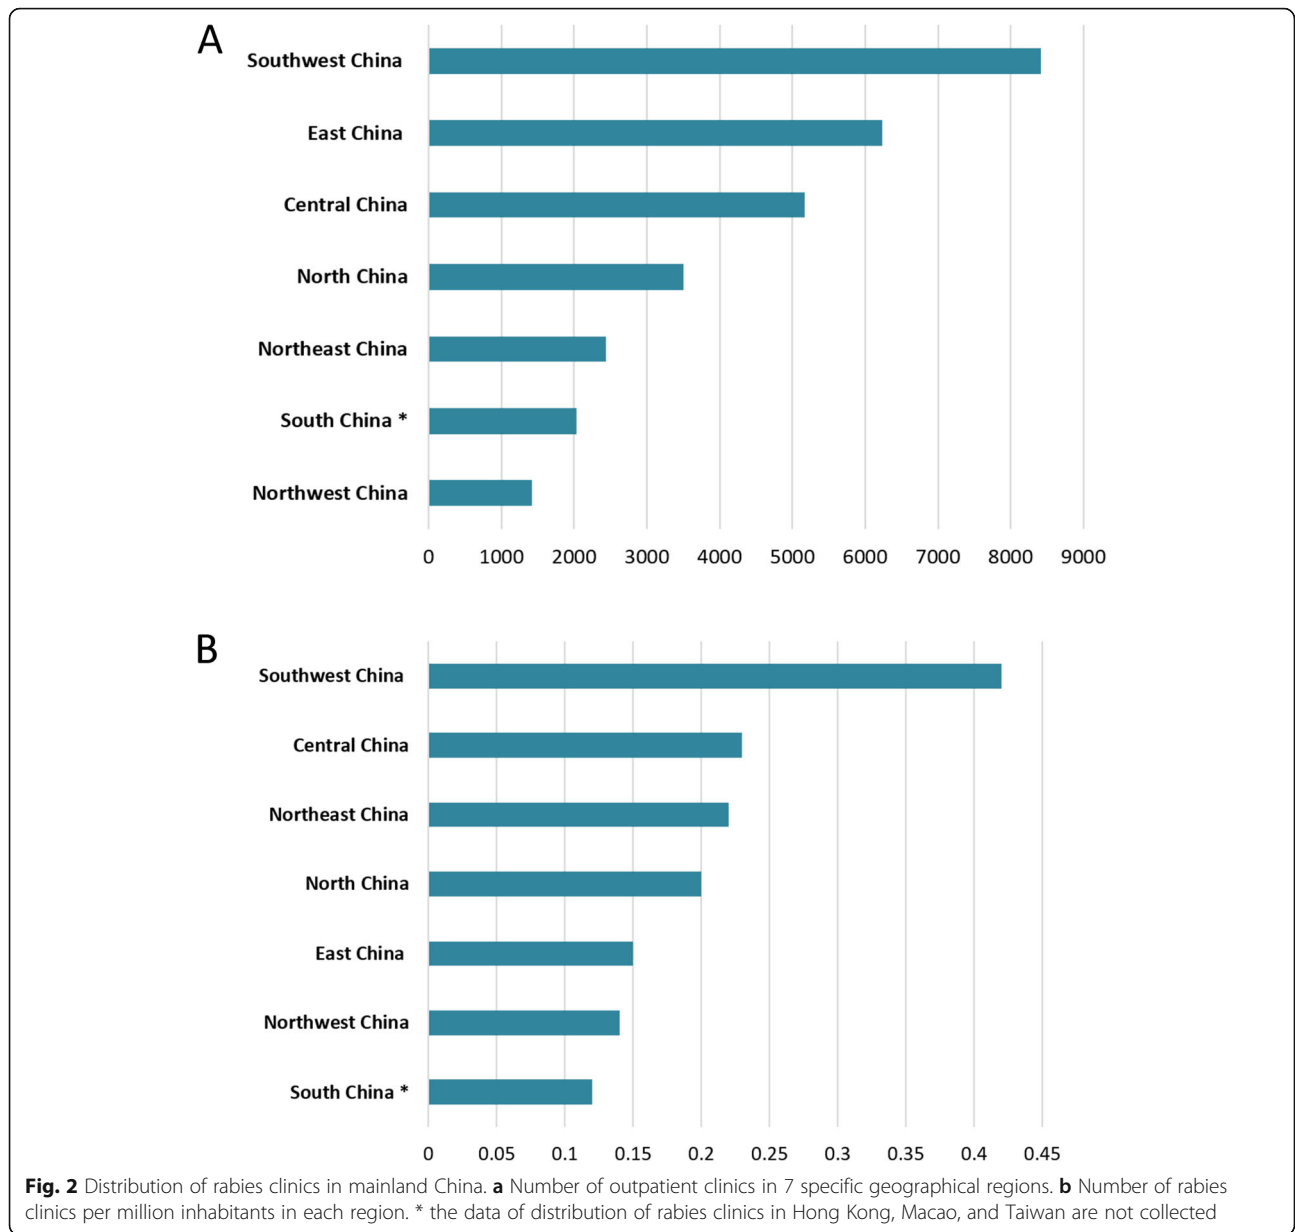 A
Southwest China
East China
Central China
North China
Northeast China
South China *
Northwest China
0 1000 2000 3000 4000 5000 6000 7000 8000 9000
B
Southwest China
Central China
Northeast China
North China
East China
Northwest China
South China *
0 0.05 0.1 0.15 0.2 0.25 0.3 0.35 0.4 0.45
Fig. 2 Distribution of rabies clinics in mainland China. a Number of outpatient clinics in 7 specific geographical regions. b Number of rabies
clinics per million inhabitants in each region. * the data of distribution of rabies clinics in Hong Kong, Macao, and Taiwan are not collected